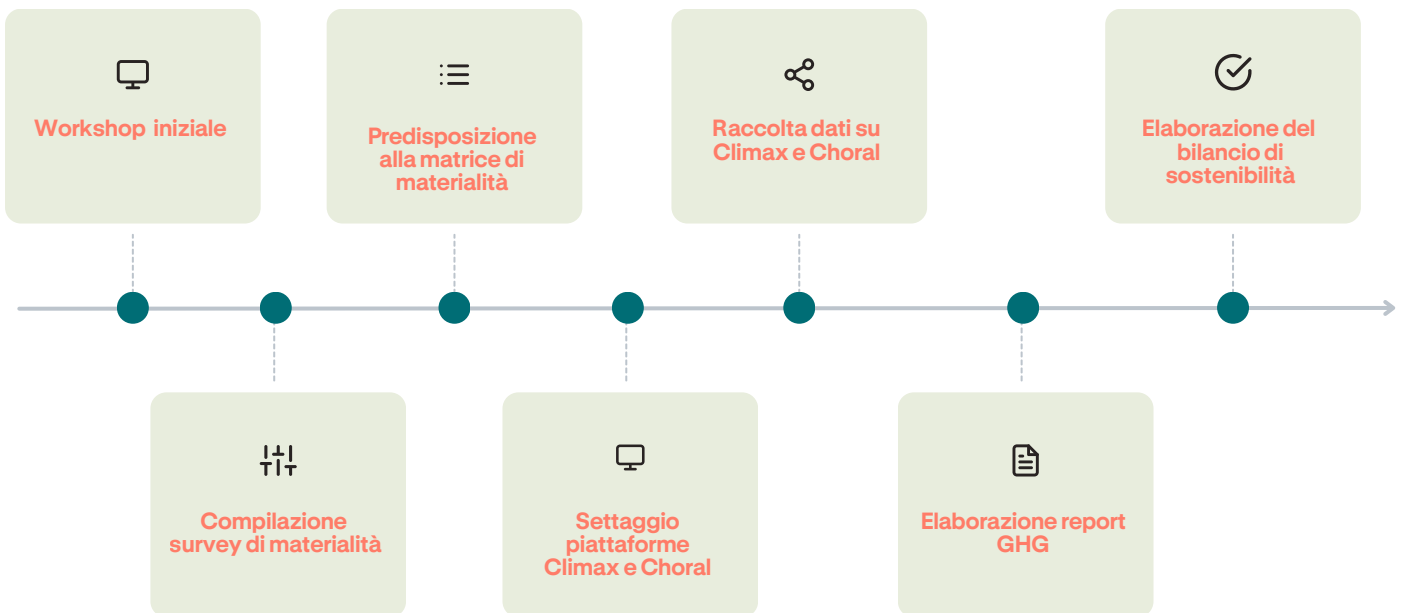 Workshop iniziale
Predisposizione
alla matrice di
materialità
Raccolta dati su
Climax e Choral
Elaborazione del
bilancio di
sostenibilità
Compilazione
survey di materialità
Settaggio
piattaforme
Climax e Choral
Elaborazione report
GHG